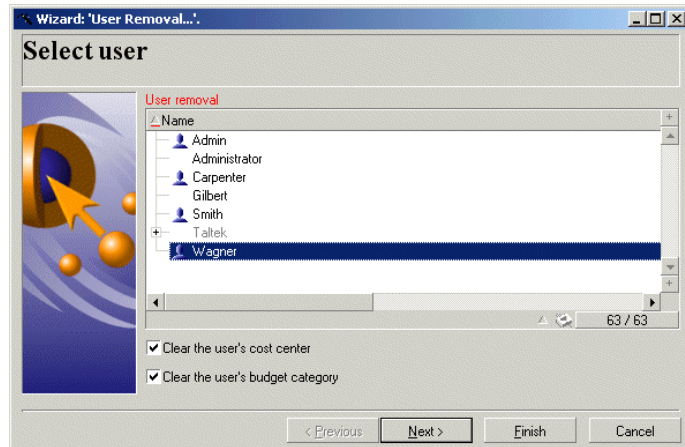 Wizard: 'User Removal...'.
Select user
User removal
Name
Admin
Administrator
Carpenter
Gilbert
Smith
Taltek
Wagner
63 / 63
Clear the user's cost center
Clear the user's budget category
< Previous Next > Finish Cancel